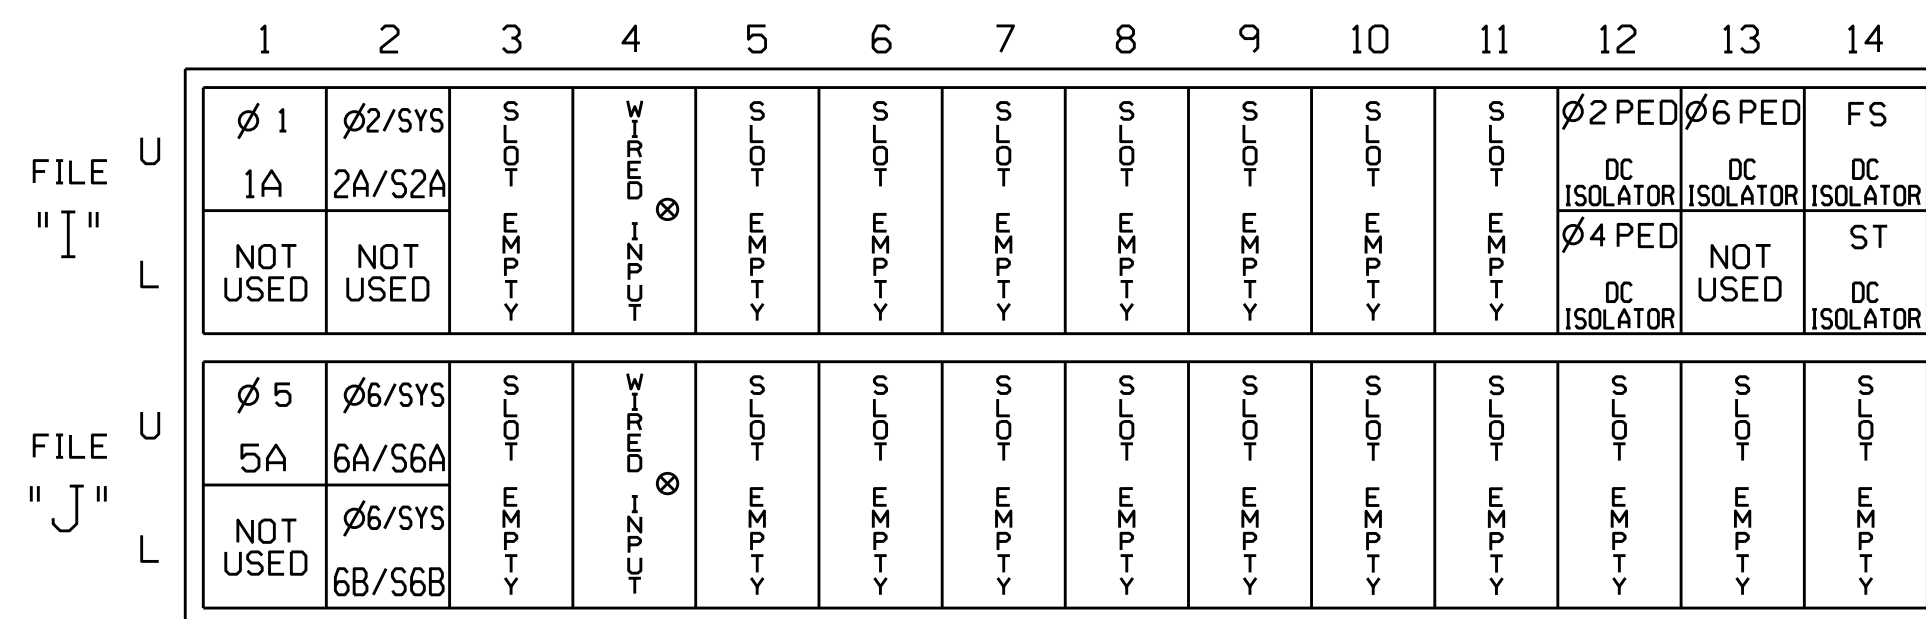 1 2 3 4 5 6 7 8 9 10 11 12 13 14
FILE "I"
U
L
Ø 1
1A
NOT
USED
Ø2/SYS
2A/S2A
NOT
USED
SLOT EMPTY
WIRED INPUT ⊗
SLOT EMPTY
SLOT EMPTY
SLOT EMPTY
SLOT EMPTY
SLOT EMPTY
SLOT EMPTY
SLOT EMPTY
Ø2 PED
DC
ISOLATOR
Ø4 PED
DC
ISOLATOR
Ø6 PED
DC
ISOLATOR
NOT
USED
FS
DC
ISOLATOR
ST
DC
ISOLATOR
FILE "J"
U
L
Ø 5
5A
NOT
USED
Ø6/SYS
6A/S6A
Ø6/SYS
6B/S6B
SLOT EMPTY
WIRED INPUT ⊗
SLOT EMPTY
SLOT EMPTY
SLOT EMPTY
SLOT EMPTY
SLOT EMPTY
SLOT EMPTY
SLOT EMPTY
SLOT EMPTY
SLOT EMPTY
SLOT EMPTY